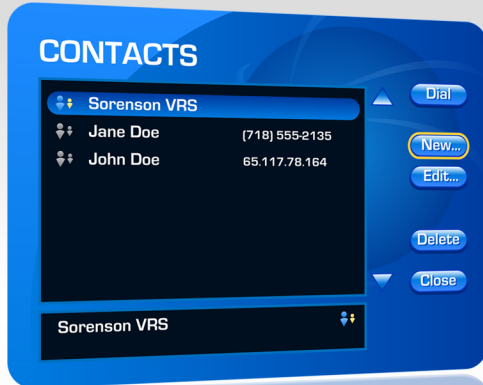 CONTACTS
Sorenson VRS
Jane Doe (718) 555-2135
John Doe 65.117.78.164
Dial
New...
Edit...
Delete
Close
Sorenson VRS